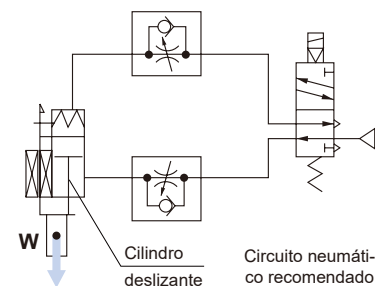 W
Cilindro
deslizante
Circuito neumáti-
co recomendado